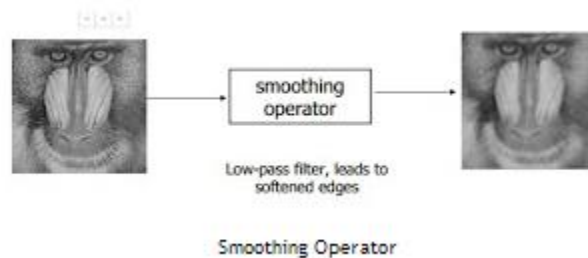 smoothing
operator
Low-pass filter, leads to
softened edges
Smoothing Operator